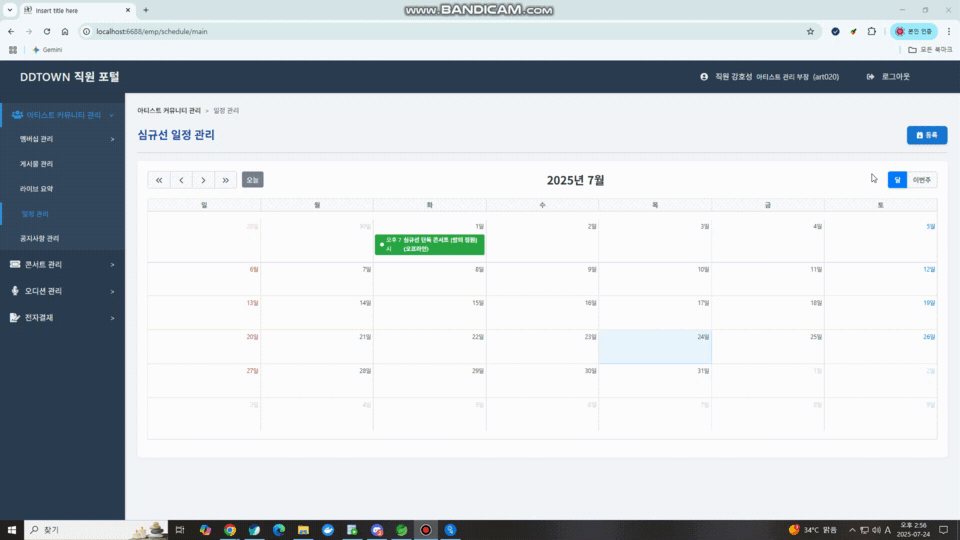 www.BANDICAM.com
Insert title here
localhost:6688/emp/schedule/main
본인 인증
Gemini
모든 북마크
DDTOWN 직원 포털
직원 강호성 아티스트 관리 부장 (art020)
로그아웃
아티스트 커뮤니티 관리
멤버십 관리 >
게시물 관리
라이브 요약
일정 관리
공지사항 관리
콘서트 관리 >
오디션 관리 >
전자결재 >
아티스트 커뮤니티 관리 > 일정 관리
심규선 일정 관리
등록
« ‹ › » 오늘
2025년 7월
달 이번주
일 월 화 수 목 금 토
29일 30일 1일 2일 3일 4일 5일
오후 7시 심규선 단독 콘서트 [밤의 정원] (오프라인)
6일 7일 8일 9일 10일 11일 12일
13일 14일 15일 16일 17일 18일 19일
20일 21일 22일 23일 24일 25일 26일
27일 28일 29일 30일 31일 1일 2일
3일 4일 5일 6일 7일 8일 9일
찾기
34°C 맑음
A
오후 2:56
2025-07-24